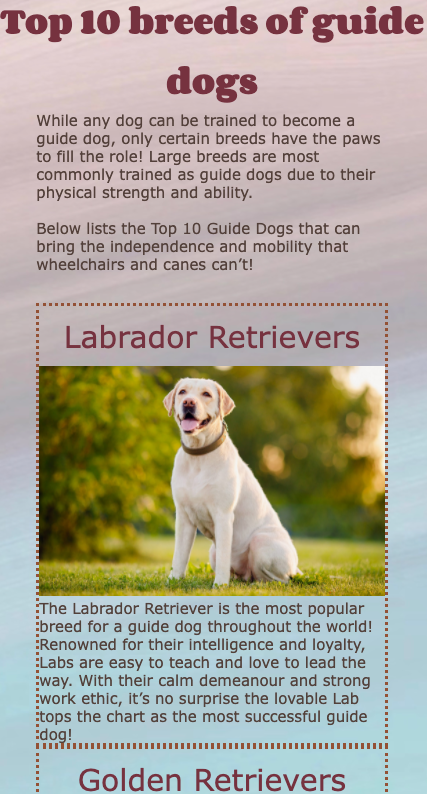 Top 10 breeds of guide
dogs
While any dog can be trained to become a
guide dog, only certain breeds have the paws
to fill the role! Large breeds are most
commonly trained as guide dogs due to their
physical strength and ability.
Below lists the Top 10 Guide Dogs that can
bring the independence and mobility that
wheelchairs and canes can’t!
Labrador Retrievers
The Labrador Retriever is the most popular
breed for a guide dog throughout the world!
Renowned for their intelligence and loyalty,
Labs are easy to teach and love to lead the
way. With their calm demeanour and strong
work ethic, it’s no surprise the lovable Lab
tops the chart as the most successful guide
dog!
Golden Retrievers